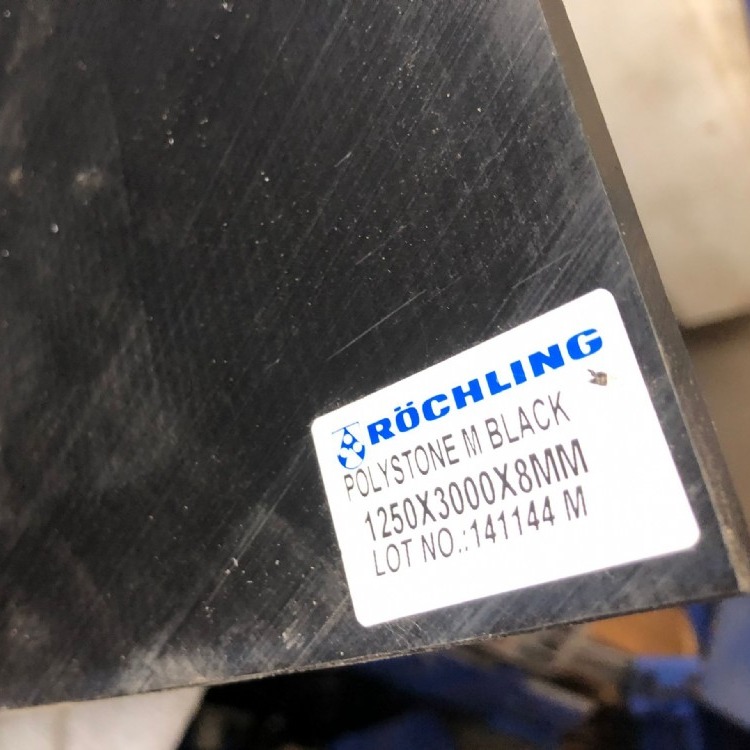 RÖCHLING
POLYSTONE M BLACK
1250X3000X8MM
LOT NO.:141144 M